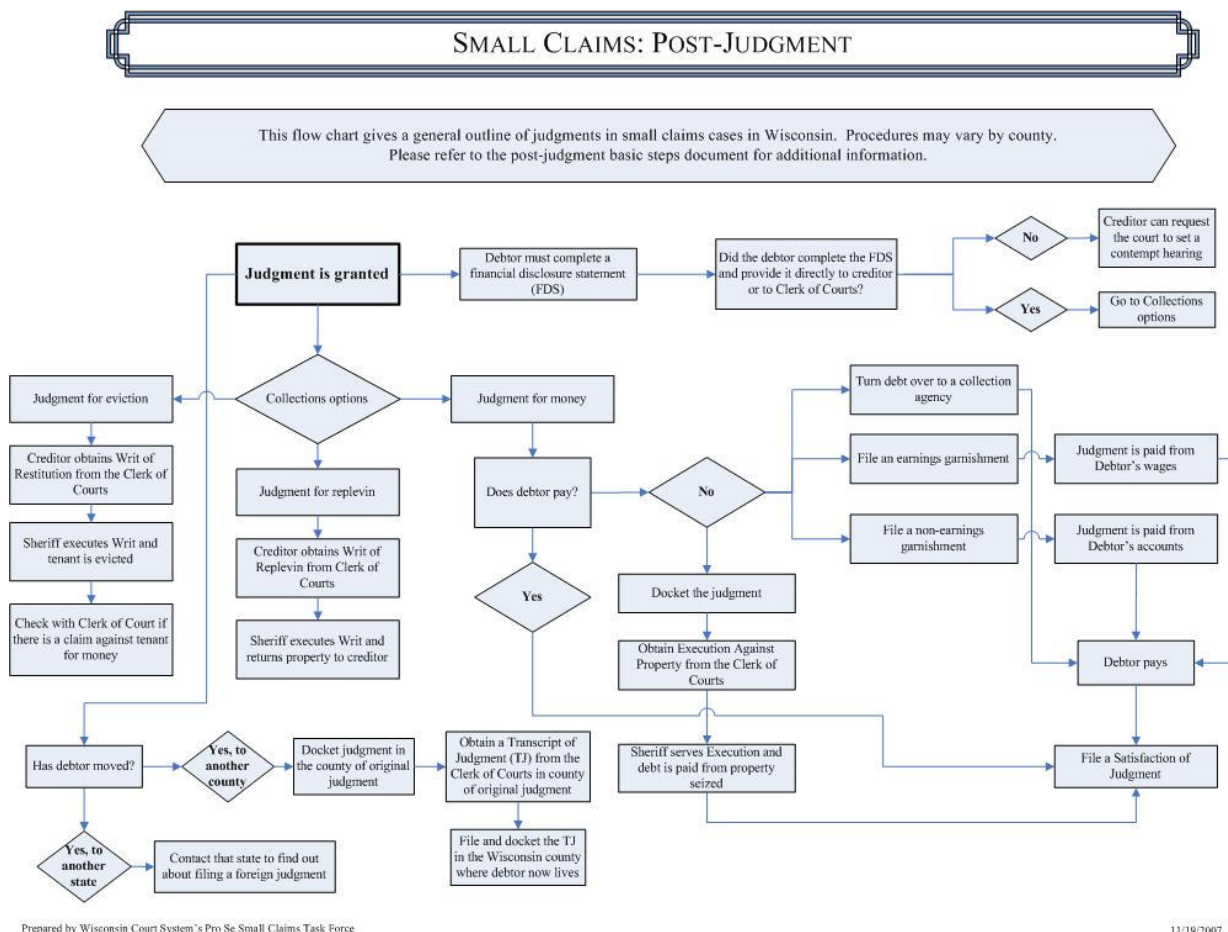 SMALL CLAIMS: POST-JUDGMENT
This flow chart gives a general outline of judgments in small claims cases in Wisconsin. Procedures may vary by county.
Please refer to the post-judgment basic steps document for additional information.
Judgment is granted
Debtor must complete a
financial disclosure statement
(FDS)
Did the debtor complete the FDS
and provide it directly to creditor
or to Clerk of Courts?
No
Creditor can request
the court to set a
contempt hearing
Yes
Go to Collections
options
Judgment for eviction
Collections options
Judgment for money
Creditor obtains Writ of
Restitution from the Clerk of
Courts
Sheriff executes Writ and
tenant is evicted
Check with Clerk of Court if
there is a claim against tenant
for money
Judgment for replevin
Creditor obtains Writ of
Replevin from Clerk of
Courts
Sheriff executes Writ and
returns property to creditor
Does debtor pay?
Yes
No
Turn debt over to a collection
agency
File an earnings garnishment
Judgment is paid from
Debtor's wages
File a non-earnings
garnishment
Judgment is paid from
Debtor's accounts
Docket the judgment
Obtain Execution Against
Property from the Clerk of
Courts
Sheriff serves Execution and
debt is paid from property
seized
Debtor pays
File a Satisfaction of
Judgment
Has debtor moved?
Yes, to
another
county
Docket judgment in
the county of original
judgment
Obtain a Transcript of
Judgment (TJ) from the
Clerk of Courts in county
of original judgment
File and docket the TJ
in the Wisconsin county
where debtor now lives
Yes, to
another
state
Contact that state to find out
about filing a foreign judgment
Prepared by Wisconsin Court System's Pro Se Small Claims Task Force
11/19/2007